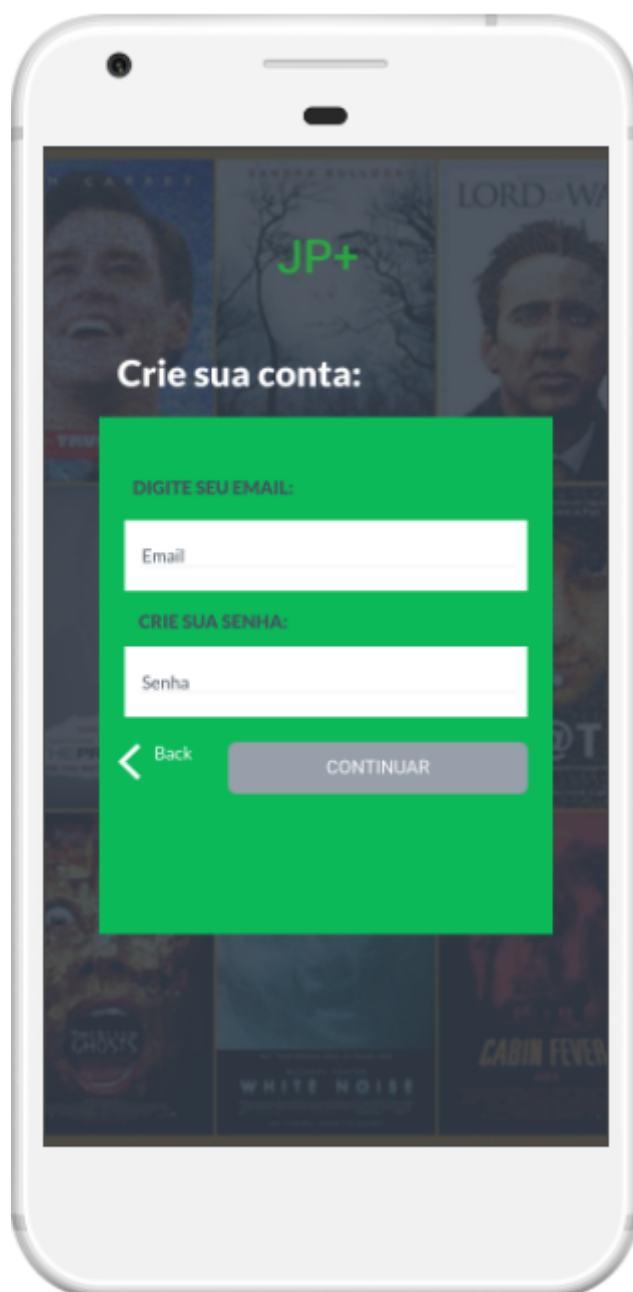 LORD OF WA
JP+
Crie sua conta:
DIGITE SEU EMAIL:
Email
CRIE SUA SENHA:
Senha
Back
CONTINUAR
@T
GHOSTS
WHITE NOISE
CABIN FEVER